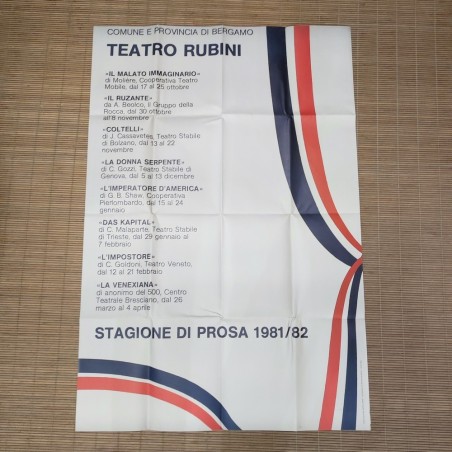 COMUNE E PROVINCIA DI BERGAMO
TEATRO RUBINI
«IL MALATO IMMAGINARIO»
di Molière, Cooperativa Teatro
Mobile, dal 17 al 25 ottobre
«IL RUZANTE»
da A. Beolco, Il Gruppo della
Rocca, dal 30 ottobre
all'8 novembre
«COLTELLI»
di J. Cassavetes, Teatro Stabile
di Bolzano, dal 13 al 22
novembre
«LA DONNA SERPENTE»
di C. Gozzi, Teatro Stabile di
Genova, dal 5 al 13 dicembre
«L'IMPERATORE D'AMERICA»
di G.B. Shaw, Cooperativa
Pierlombardo, dal 15 al 24
gennaio
«DAS KAPITAL»
di C. Malaparte, Teatro Stabile
di Trieste, dal 29 gennaio al
7 febbraio
«L'IMPOSTORE»
di C. Goldoni, Teatro Veneto,
dal 12 al 21 febbraio
«LA VENEXIANA»
di anonimo del 500, Centro
Teatrale Bresciano, dal 26
marzo al 4 aprile
STAGIONE DI PROSA 1981/82